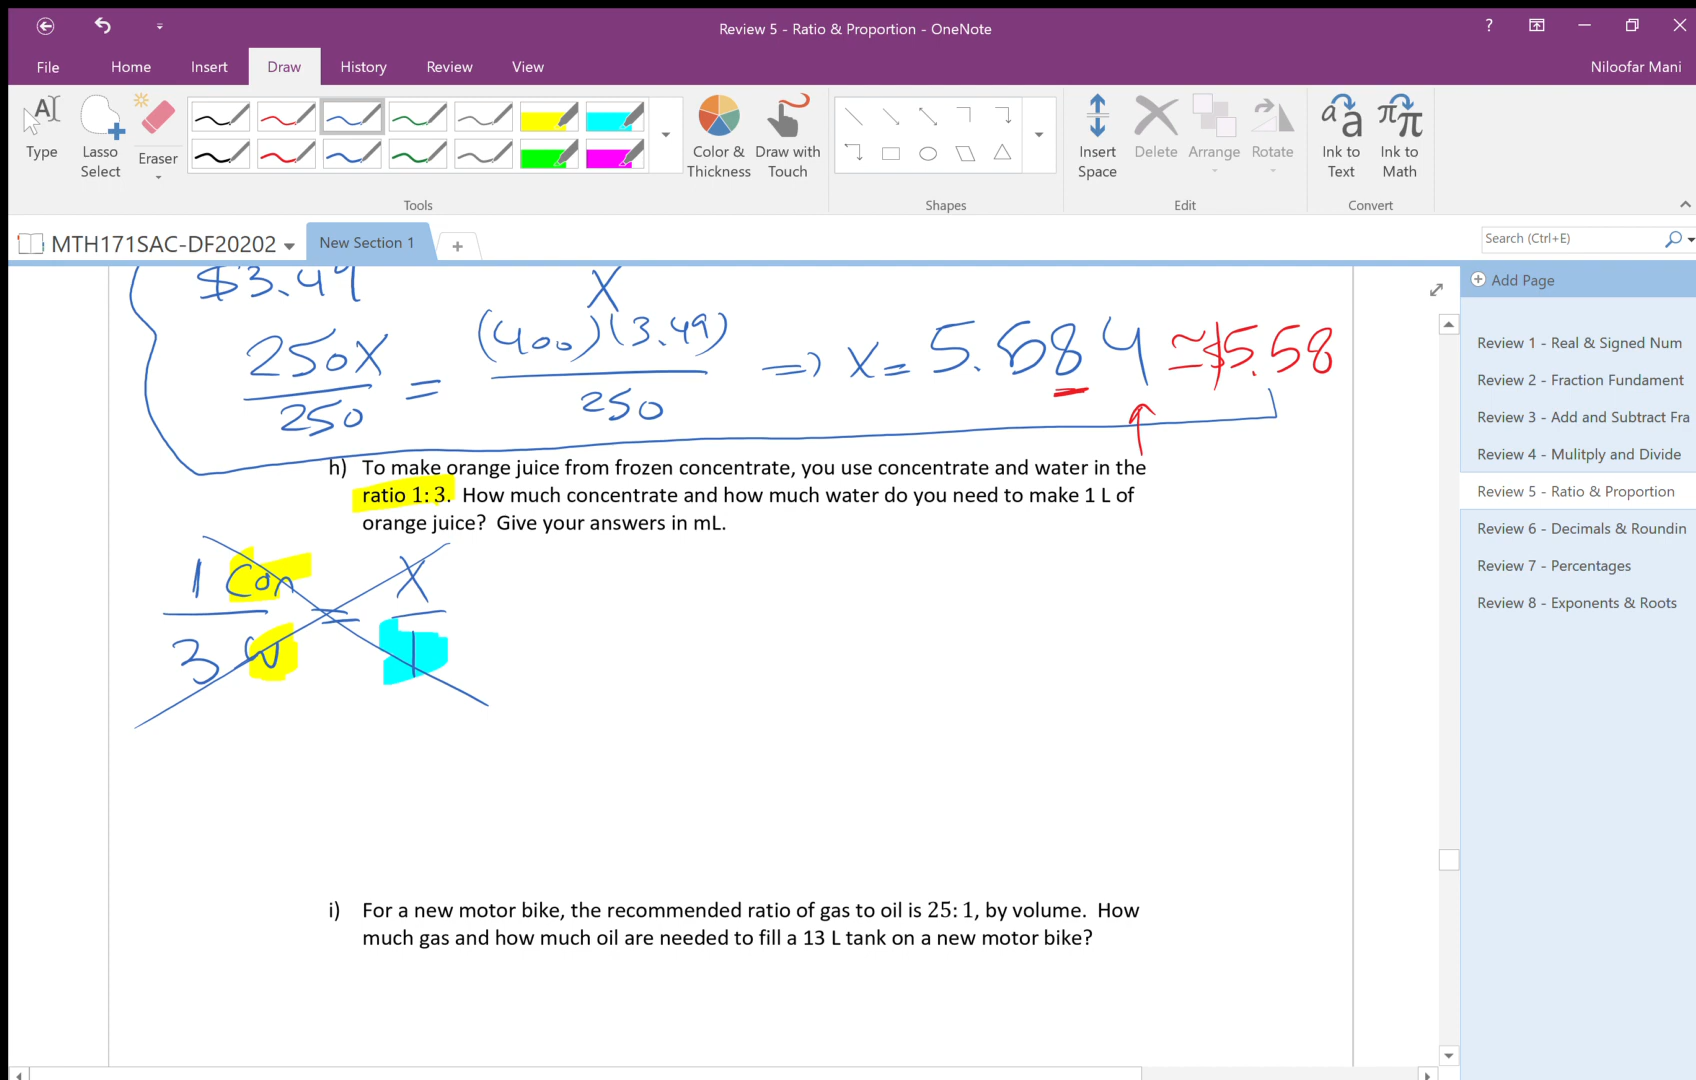 Review 5 - Ratio & Proportion - OneNote
?
File Home Insert Draw History Review View
Niloofar Mani
Type
Lasso Select
Eraser
Color & Thickness
Draw with Touch
Insert Space
Delete
Arrange
Rotate
Ink to Text
Ink to Math
Tools Shapes Edit Convert
MTH171SAC-DF20202
New Section 1
+
Search (Ctrl+E)
Add Page
Review 1 - Real & Signed Num
Review 2 - Fraction Fundament
Review 3 - Add and Subtract Fra
Review 4 - Mulitply and Divide
Review 5 - Ratio & Proportion
Review 6 - Decimals & Roundin
Review 7 - Percentages
Review 8 - Exponents & Roots
$3.49 X
250X / 250 = (400)(3.49) / 250 => X = 5.584 ≈ $5.58
h) To make orange juice from frozen concentrate, you use concentrate and water in the
ratio 1: 3. How much concentrate and how much water do you need to make 1 L of
orange juice? Give your answers in mL.
1 Con / 3 W = X / 1
i) For a new motor bike, the recommended ratio of gas to oil is 25: 1, by volume. How
much gas and how much oil are needed to fill a 13 L tank on a new motor bike?